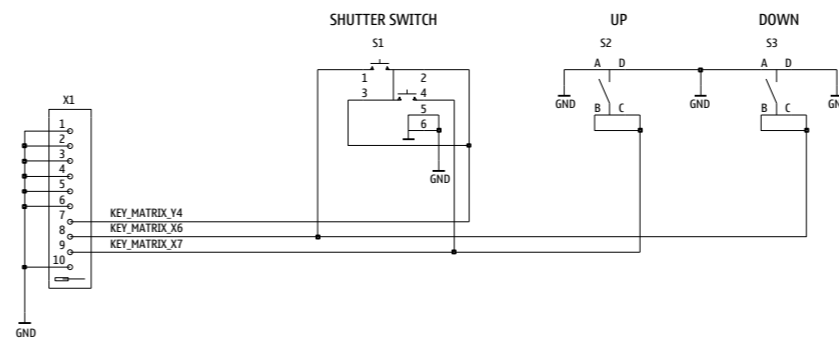 SHUTTER SWITCH UP DOWN
S1 S2 S3
A D A D
1 2
3 4
5
6
B C B C
GND GND GN
GND
X1
1
2
3
4
5
6
7 KEY_MATRIX_Y4
8 KEY_MATRIX_X6
9 KEY_MATRIX_X7
10
GND